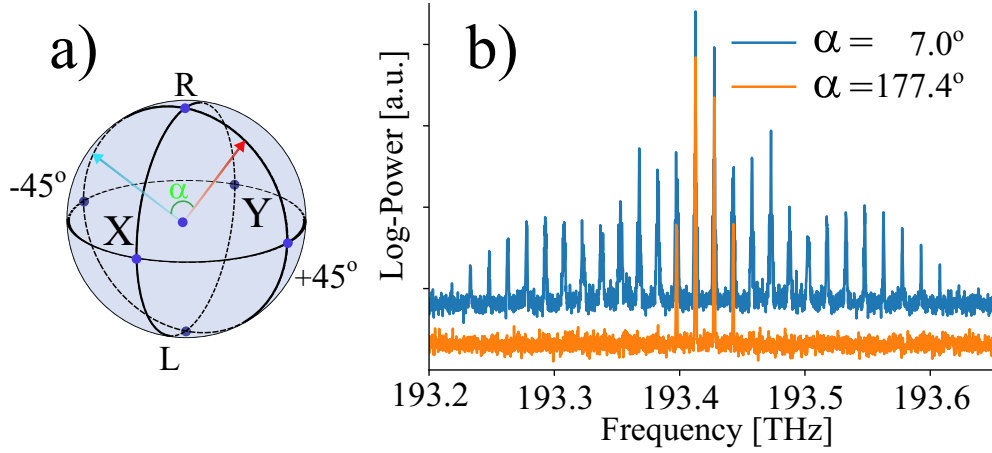 a)
R
-45°
α
X
Y
+45°
L
b)
α = 7.0°
α =177.4°
Log-Power [a.u.]
193.2 193.3 193.4 193.5 193.6
Frequency [THz]